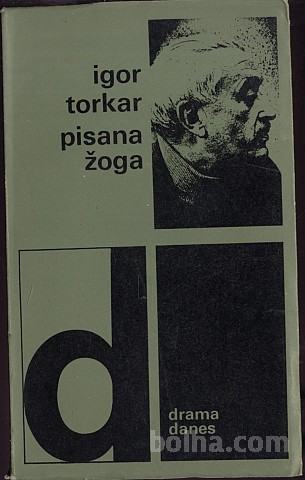 igor
torkar
pisana
žoga
d
drama
danes
bolha.com